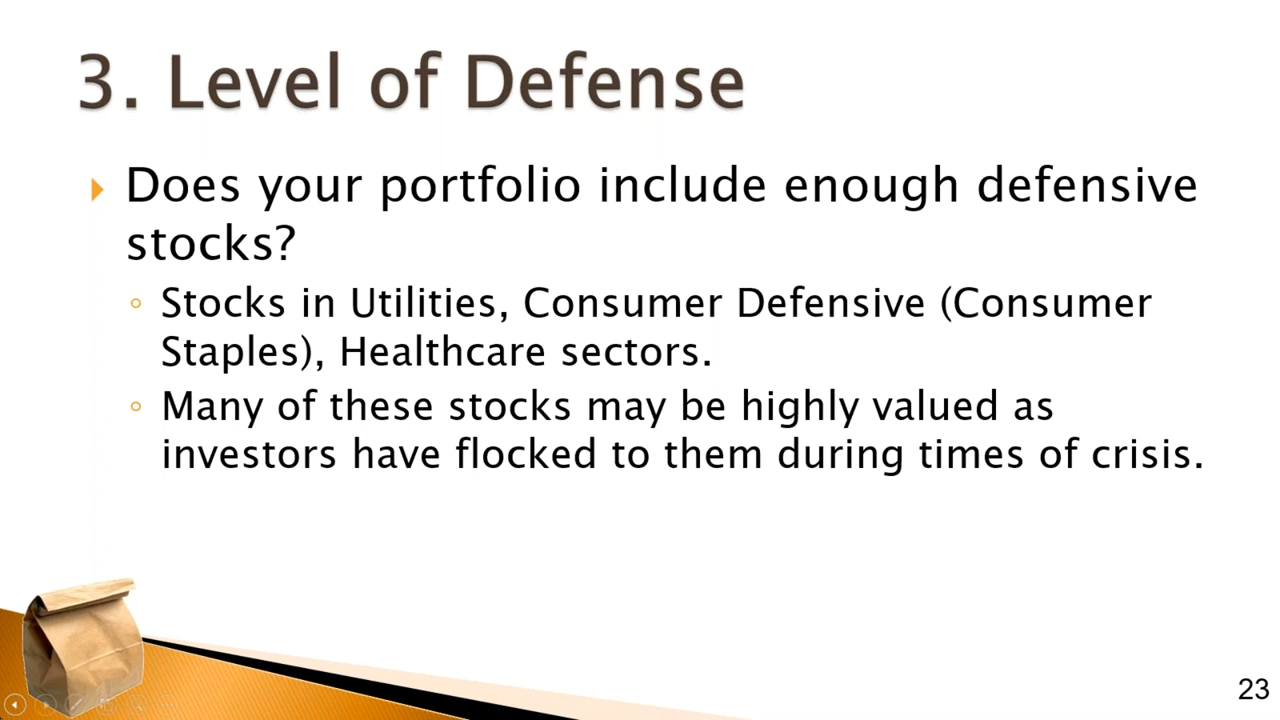 3. Level of Defense
Does your portfolio include enough defensive
stocks?
Stocks in Utilities, Consumer Defensive (Consumer
Staples), Healthcare sectors.
Many of these stocks may be highly valued as
investors have flocked to them during times of crisis.
23